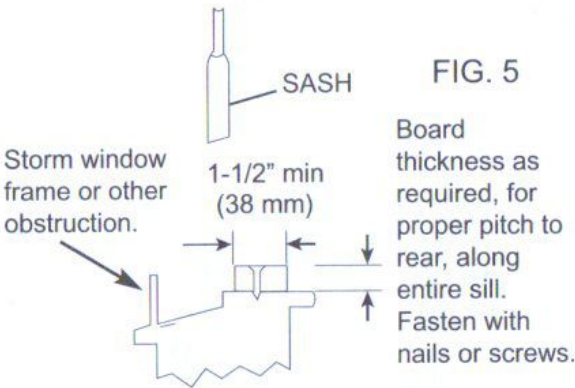 SASH
FIG. 5
Storm window
frame or other
obstruction.
1-1/2” min
(38 mm)
Board
thickness as
required, for
proper pitch to
rear, along
entire sill.
Fasten with
nails or screws.